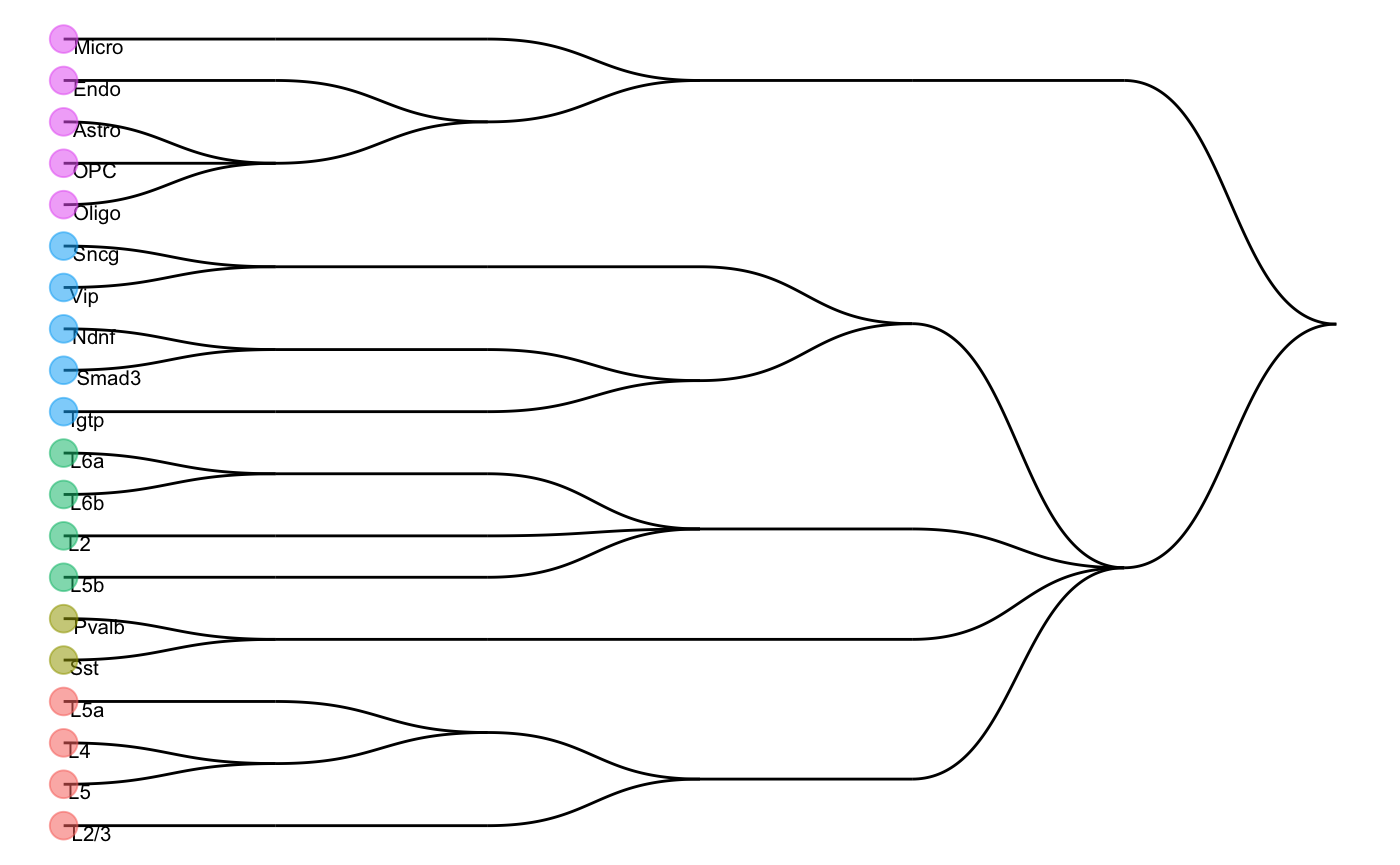 Micro
Endo
Astro
OPC
Oligo
Sncg
Vip
Ndnf
Smad3
Igtp
L6a
L6b
L2
L5b
Pvalb
Sst
L5a
L4
L5
L2/3